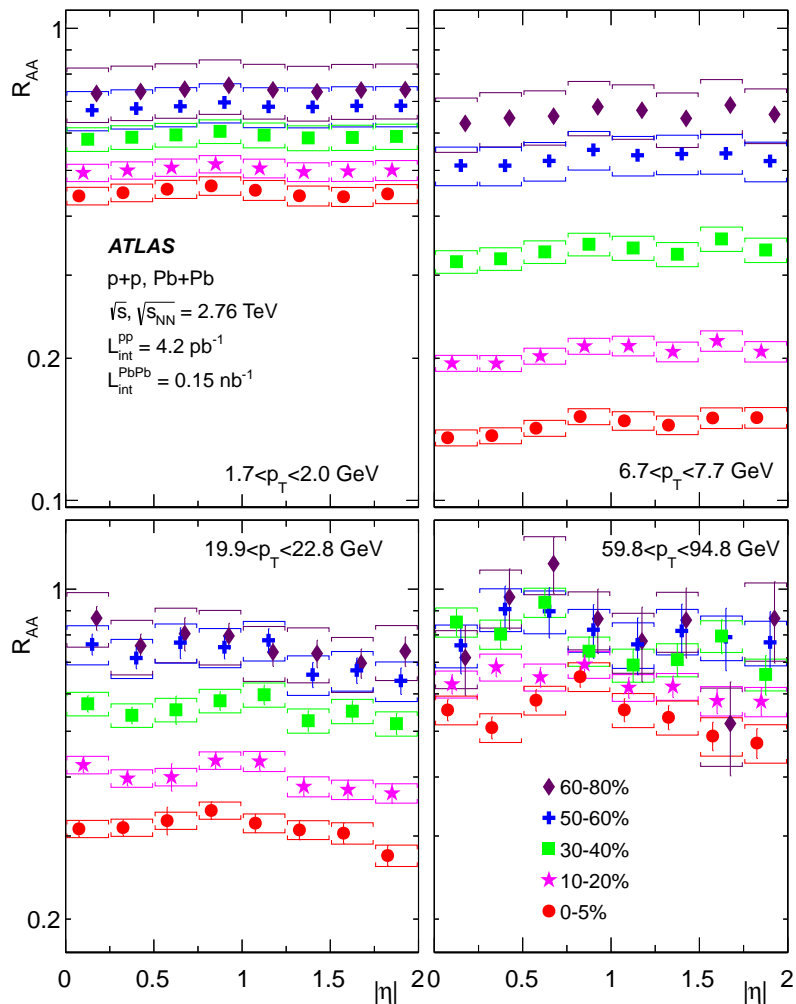 R_AA
1
0.2
0.1
ATLAS
p+p, Pb+Pb
√s, √s_NN = 2.76 TeV
L_int^pp = 4.2 pb^-1
L_int^PbPb = 0.15 nb^-1
1.7<p_T<2.0 GeV
6.7<p_T<7.7 GeV
R_AA
1
0.2
19.9<p_T<22.8 GeV
59.8<p_T<94.8 GeV
60-80%
50-60%
30-40%
10-20%
0-5%
0 0.5 1 1.5 2 0 0.5 1 1.5 2
|η| |η|